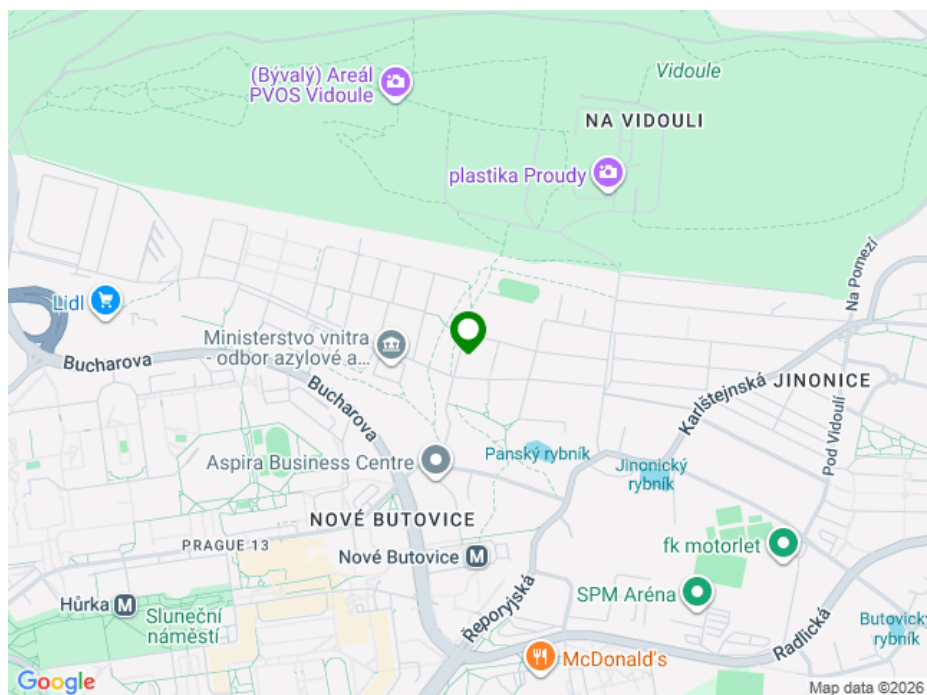 Vidoule
(Bývalý) Areál
PVOS Vidoule
NA VIDOULI
plastika Proudy
Na Pomezí
Lidl
Ministerstvo vnitra
- odbor azylové a...
Bucharova
Bucharova
Karlštejnská
JINONICE
Pod Vidoulí
Panský rybník
Aspira Business Centre
Jinonický
rybník
NOVÉ BUTOVICE
PRAGUE 13
Nové Butovice
M
fk motorlet
Hůrka
M
Sluneční
náměstí
SPM Aréna
Řeporyjská
Radlická
Butovický
rybník
McDonald's
Google
Map data ©2026